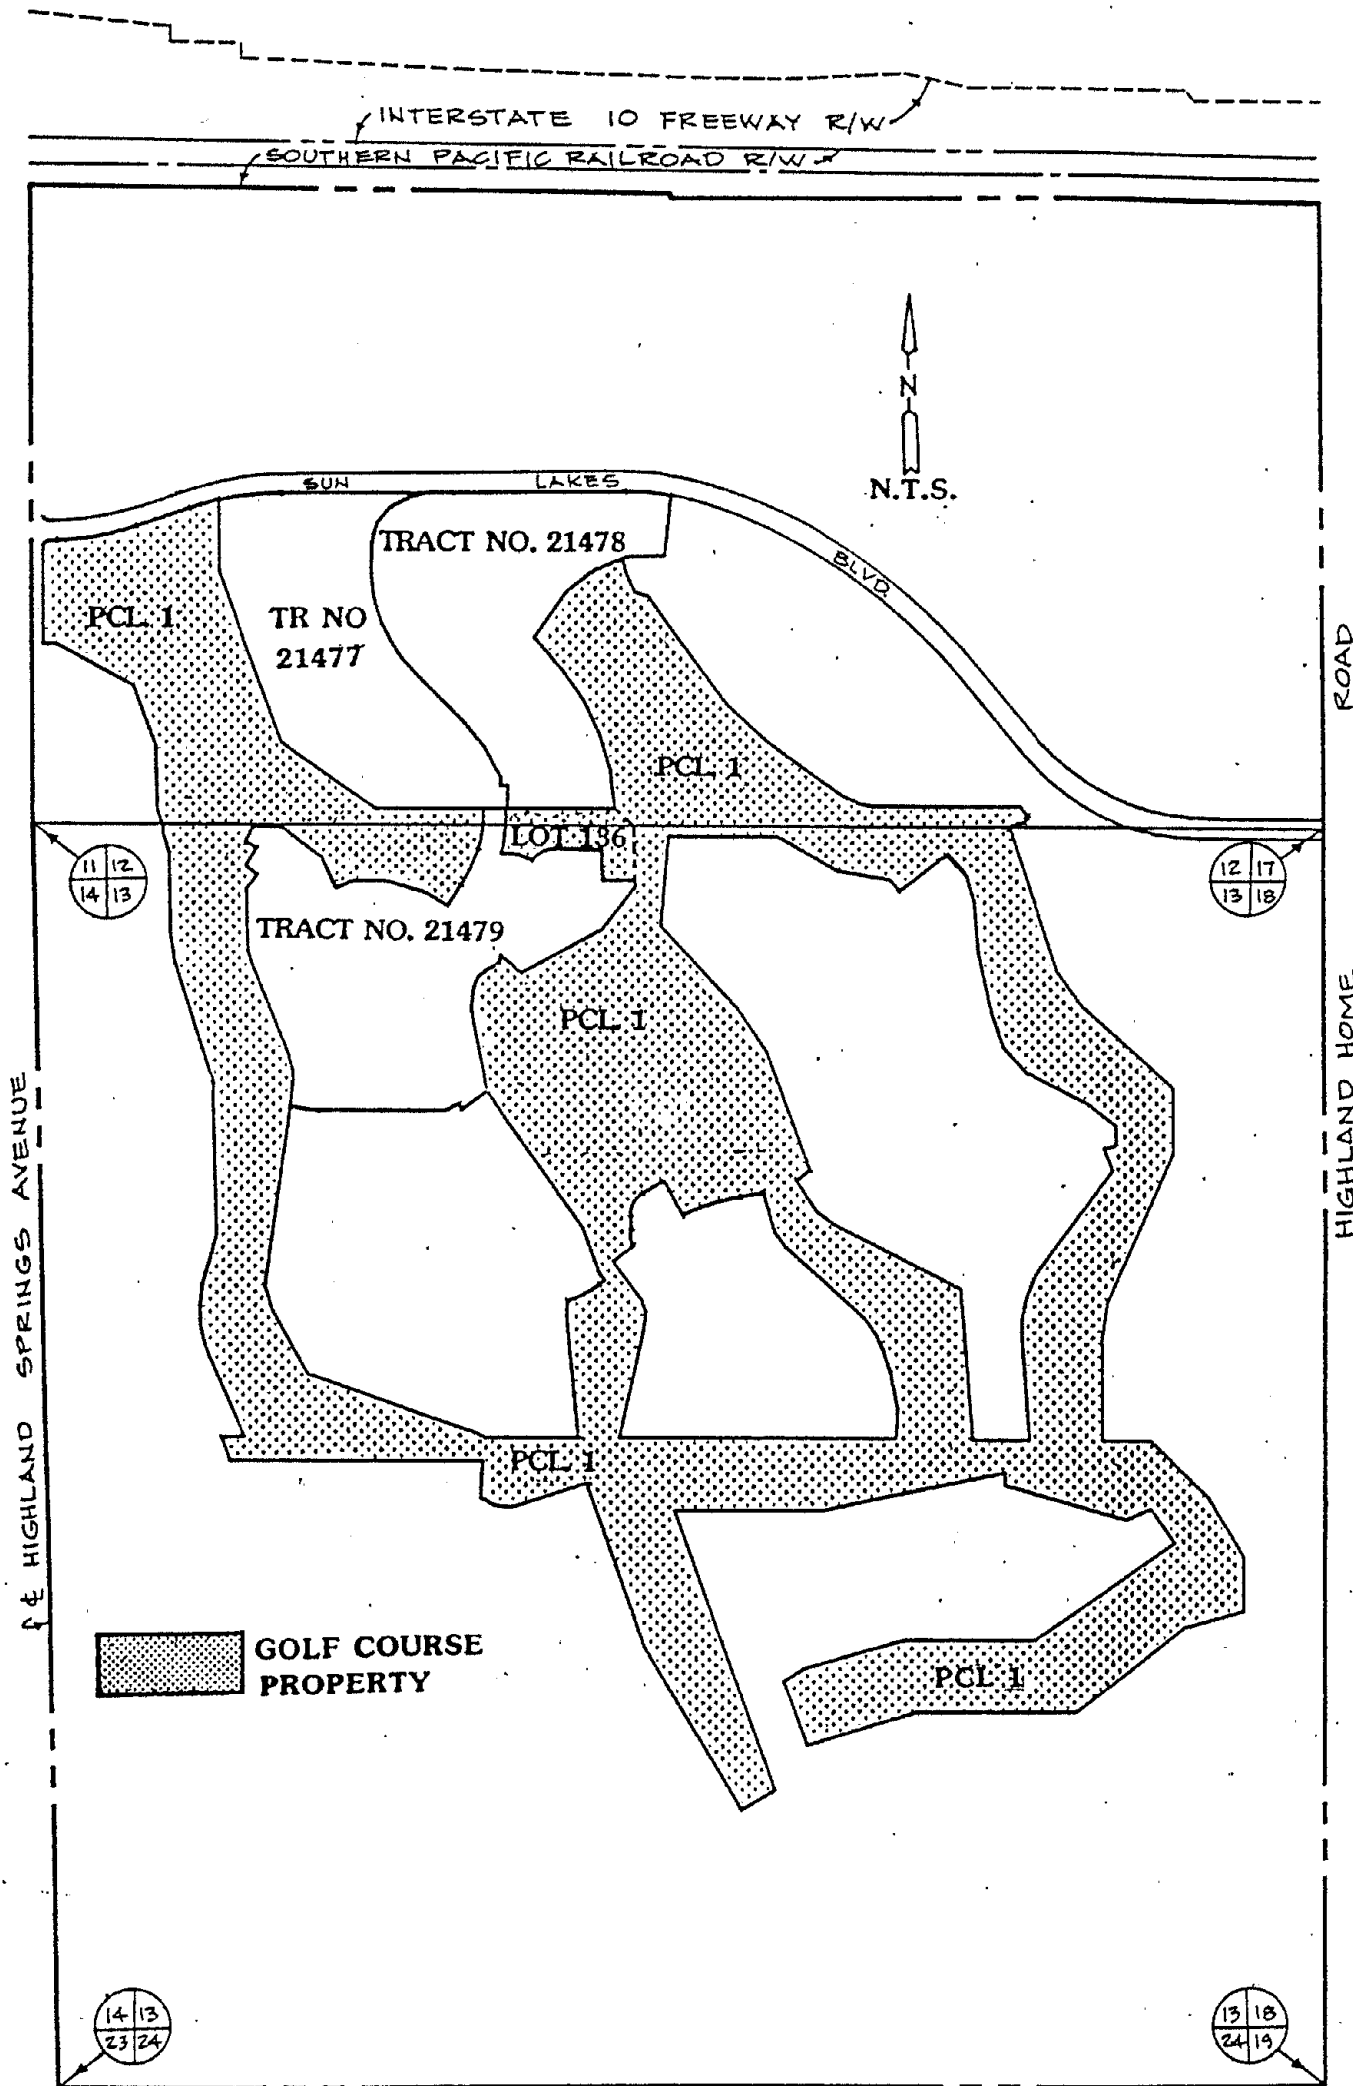 INTERSTATE 10 FREEWAY R/W
SOUTHERN PACIFIC RAILROAD R/W
N
N.T.S.
SUN LAKES BLVD.
TRACT NO. 21478
PCL. 1
TR NO
21477
ROAD
PCL. 1
LOT 136
11 12
14 13
12 17
13 18
TRACT NO. 21479
PCL. 1
HIGHLAND HOME
℄ HIGHLAND SPRINGS AVENUE
PCL. 1
GOLF COURSE
PROPERTY
PCL. 1
14 13
23 24
13 18
24 19